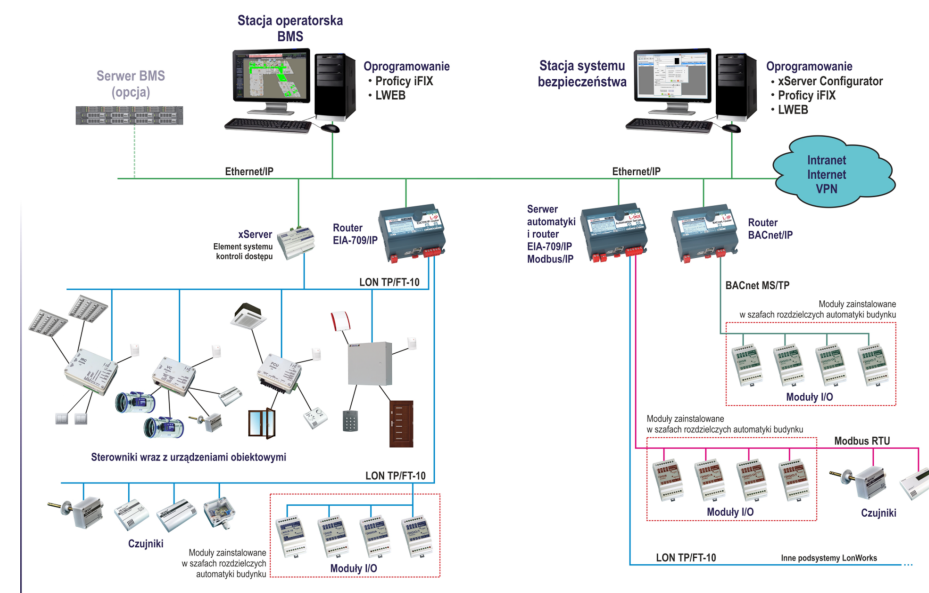 Stacja operatorska
BMS
Serwer BMS
(opcja)
Oprogramowanie
• Proficy iFIX
• LWEB
Stacja systemu
bezpieczeństwa
Oprogramowanie
• xServer Configurator
• Proficy iFIX
• LWEB
Ethernet/IP
Ethernet/IP
Intranet
Internet
VPN
xServer
Element systemu
kontroli dostępu
Router
EIA-709/IP
Serwer
automatyki
i router
EIA-709/IP
Modbus/IP
Router
BACnet/IP
LON TP/FT-10
BACnet MS/TP
Moduły zainstalowane
w szafach rozdzielczych automatyki budynku
Moduły I/O
Sterowniki wraz z urządzeniami obiektowymi
Moduły zainstalowane
w szafach rozdzielczych automatyki budynku
Modbus RTU
Moduły I/O
Czujniki
LON TP/FT-10
Czujniki
Moduły zainstalowane
w szafach rozdzielczych
automatyki budynku
Moduły I/O
LON TP/FT-10
Inne podsystemy LonWorks